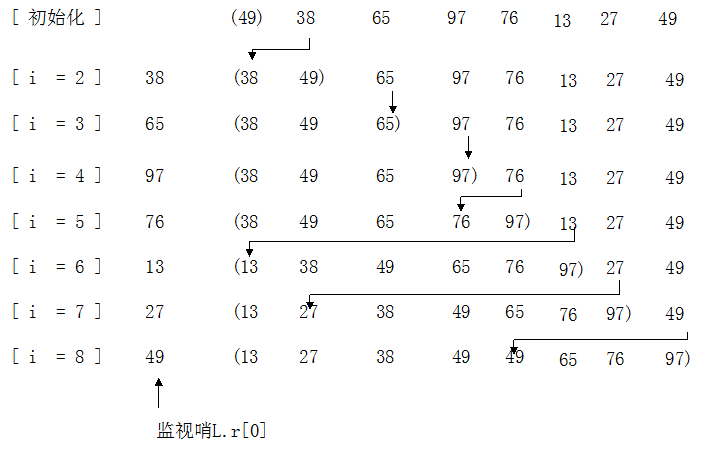 [ 初始化 ] (49) 38 65 97 76 13 27 49
[ i = 2 ] 38 (38 49) 65 97 76 13 27 49
[ i = 3 ] 65 (38 49 65) 97 76 13 27 49
[ i = 4 ] 97 (38 49 65 97) 76 13 27 49
[ i = 5 ] 76 (38 49 65 76 97) 13 27 49
[ i = 6 ] 13 (13 38 49 65 76 97) 27 49
[ i = 7 ] 27 (13 27 38 49 65 76 97) 49
[ i = 8 ] 49 (13 27 38 49 49 65 76 97)
监视哨L.r[0]